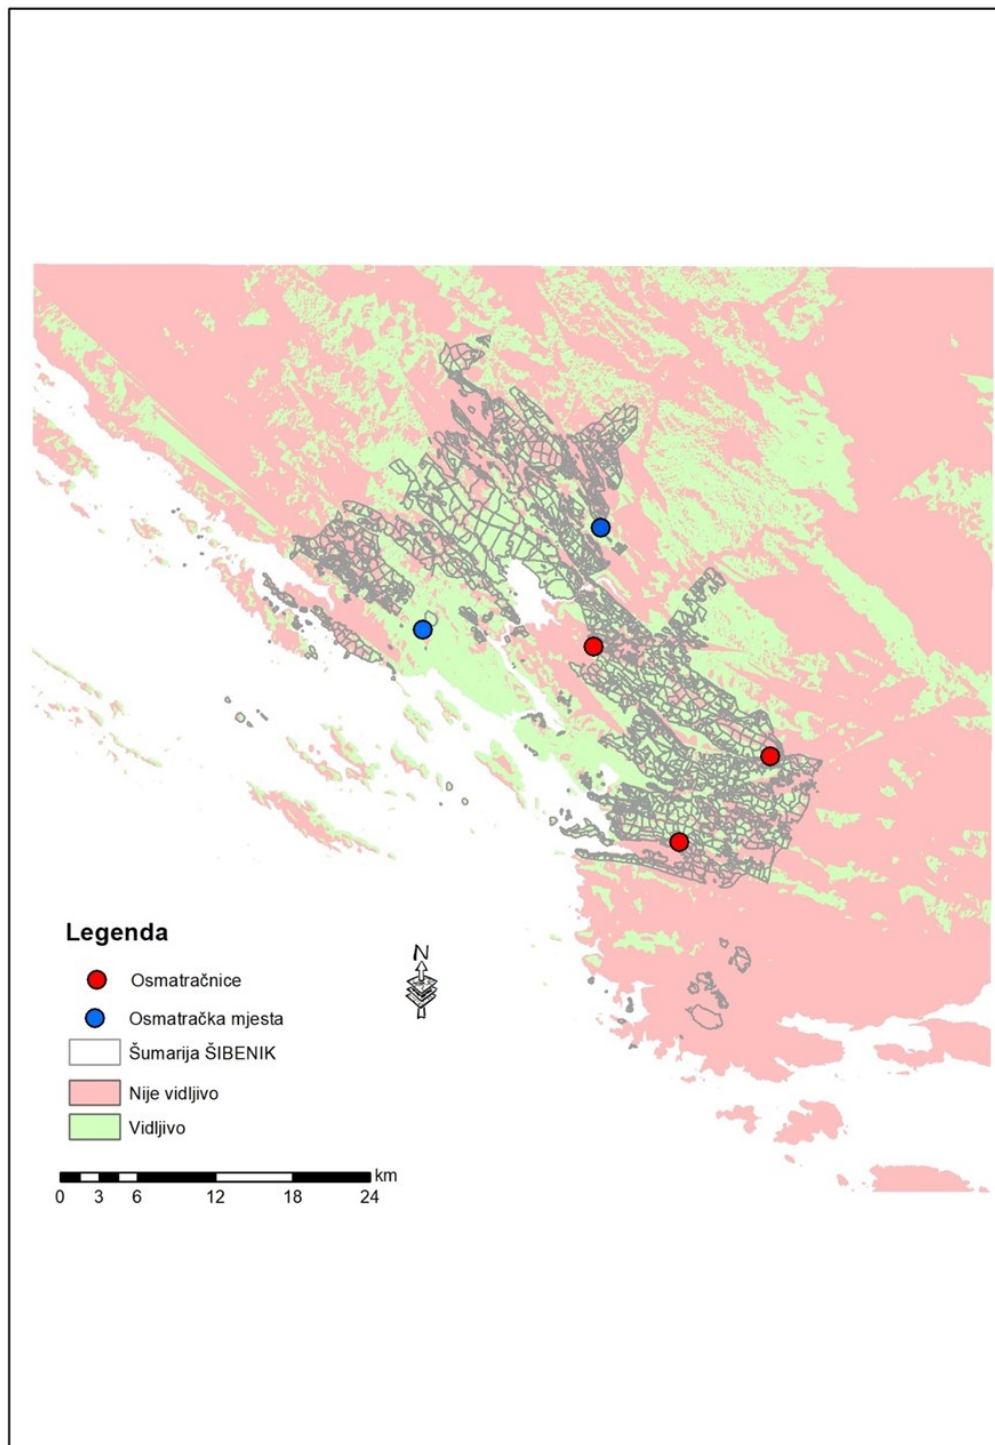 Legenda
N
Osmatračnice
Osmatračka mjesta
Šumarija ŠIBENIK
Nije vidljivo
Vidljivo
km
0 3 6 12 18 24